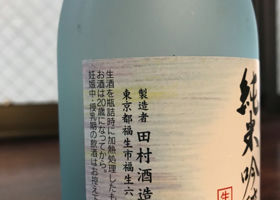 純米吟
製造者 田村酒造
東京都福生市福生六
生酒を瓶詰時に加熱処理したも
お酒は20歳になってから。
妊娠中・授乳期の飲酒はお控え
生